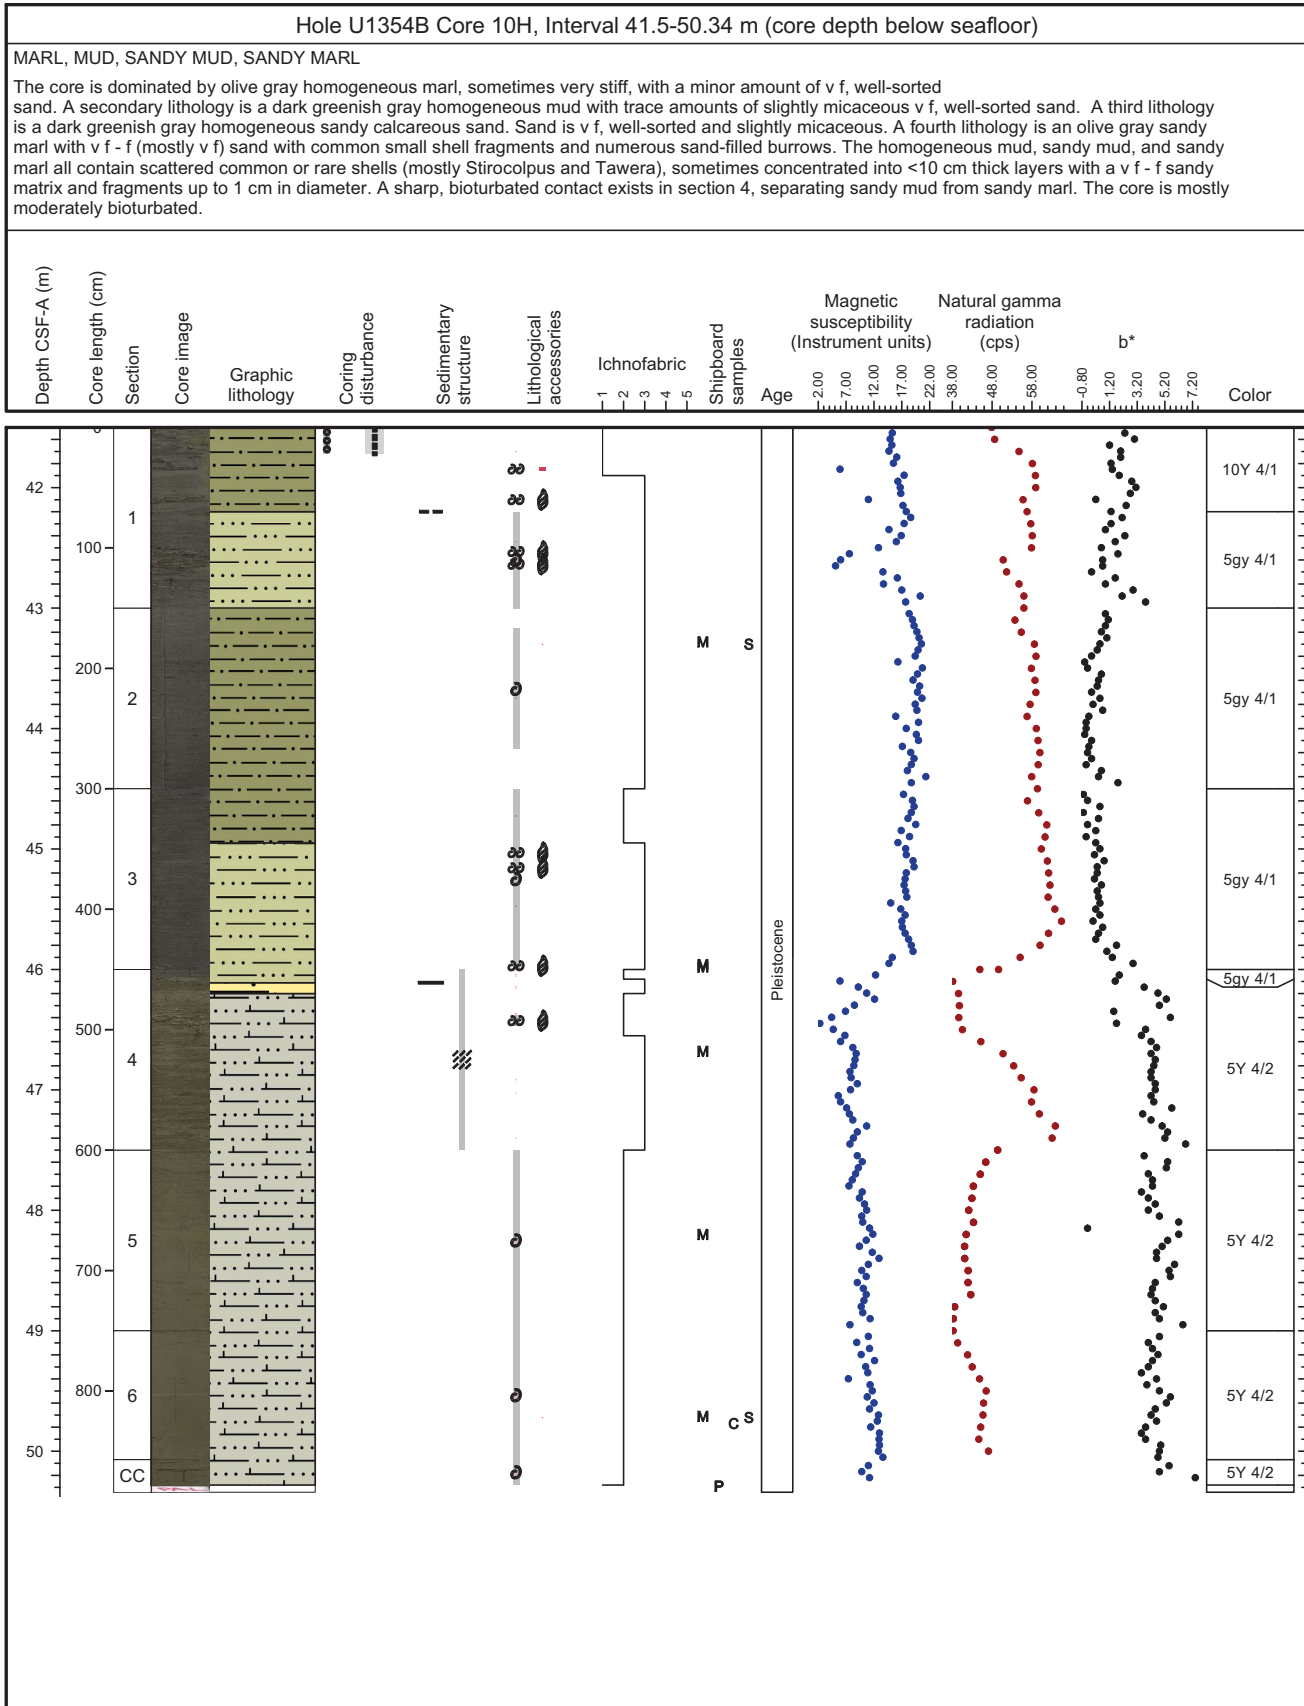 Hole U1354B Core 10H, Interval 41.5-50.34 m (core depth below seafloor)
MARL, MUD, SANDY MUD, SANDY MARL
The core is dominated by olive gray homogeneous marl, sometimes very stiff, with a minor amount of v f, well-sorted
sand. A secondary lithology is a dark greenish gray homogeneous mud with trace amounts of slightly micaceous v f, well-sorted sand. A third lithology
is a dark greenish gray homogeneous sandy calcareous sand. Sand is v f, well-sorted and slightly micaceous. A fourth lithology is an olive gray sandy
marl with v f - f (mostly v f) sand with common small shell fragments and numerous sand-filled burrows. The homogeneous mud, sandy mud, and sandy
marl all contain scattered common or rare shells (mostly Stirocolpus and Tawera), sometimes concentrated into <10 cm thick layers with a v f - f sandy
matrix and fragments up to 1 cm in diameter. A sharp, bioturbated contact exists in section 4, separating sandy mud from sandy marl. The core is mostly
moderately bioturbated.
Depth CSF-A (m)
Core length (cm)
Section
Core image
Graphic
lithology
Coring
disturbance
Sedimentary
structure
Lithological
accessories
Ichnofabric
1 2 3 4 5
Shipboard
samples
Age
Magnetic
susceptibility
(Instrument units)
2.00 7.00 12.00 17.00 22.00
Natural gamma
radiation
(cps)
38.00 48.00 58.00
b*
-0.80 1.20 3.20 5.20 7.20
Color
0
10Y 4/1
42
1
100
5gy 4/1
43
M S
200
2
5gy 4/1
44
300
45
3
5gy 4/1
400
Pleistocene
46
M
5gy 4/1
500
4
M
5Y 4/2
47
600
48
5
M
5Y 4/2
700
49
800
6
5Y 4/2
M C S
50
CC
5Y 4/2
P